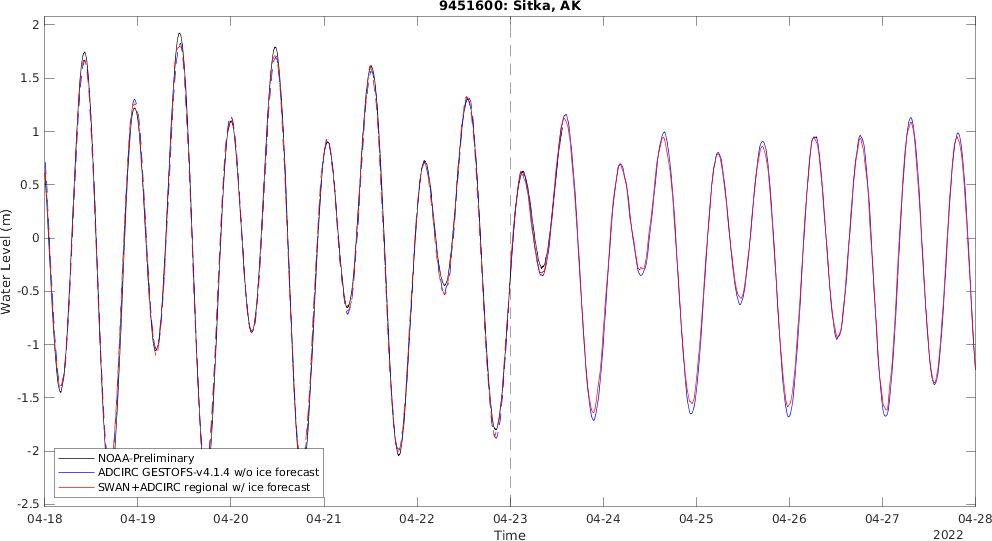 9451600: Sitka, AK
2
1.5
1
0.5
0
-0.5
-1
-1.5
-2
-2.5
Water Level (m)
NOAA-Preliminary
ADCIRC GESTOFS-v4.1.4 w/o ice forecast
SWAN+ADCIRC regional w/ ice forecast
04-18 04-19 04-20 04-21 04-22 04-23 04-24 04-25 04-26 04-27 04-28
Time
2022